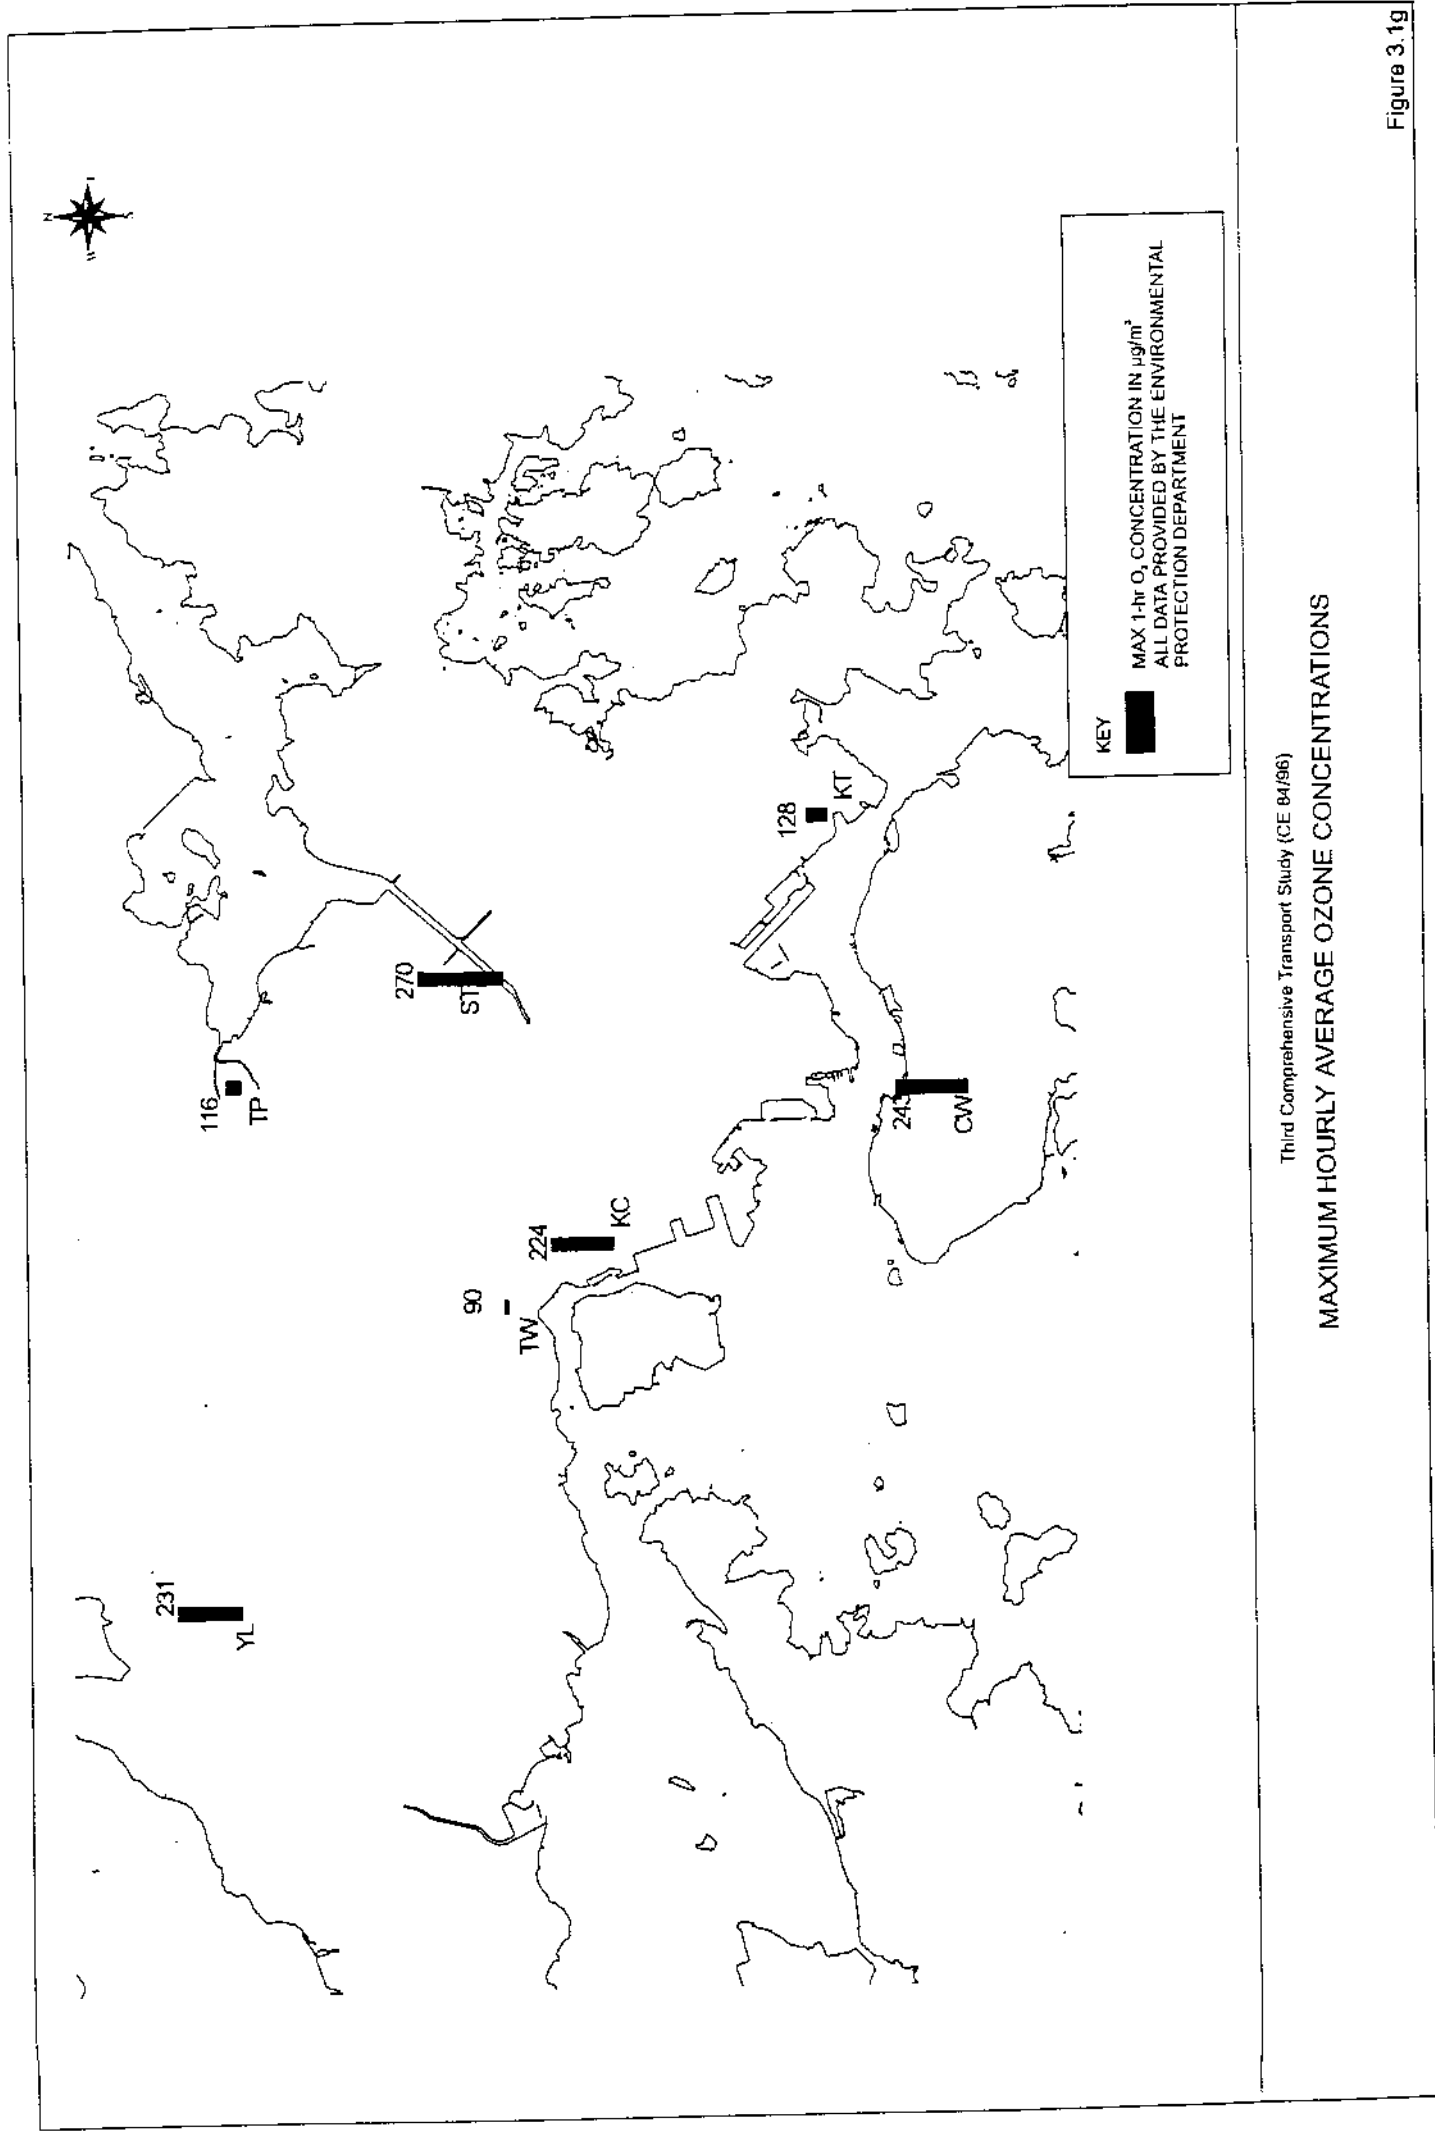 N
W
S
116
TP
231
YL
270
ST
90
TW
224
KC
128
KT
243
CW
KEY
MAX 1-hr O₃ CONCENTRATION IN µg/m³
ALL DATA PROVIDED BY THE ENVIRONMENTAL
PROTECTION DEPARTMENT
Third Comprehensive Transport Study (CE 84/96)
MAXIMUM HOURLY AVERAGE OZONE CONCENTRATIONS
Figure 3.1g